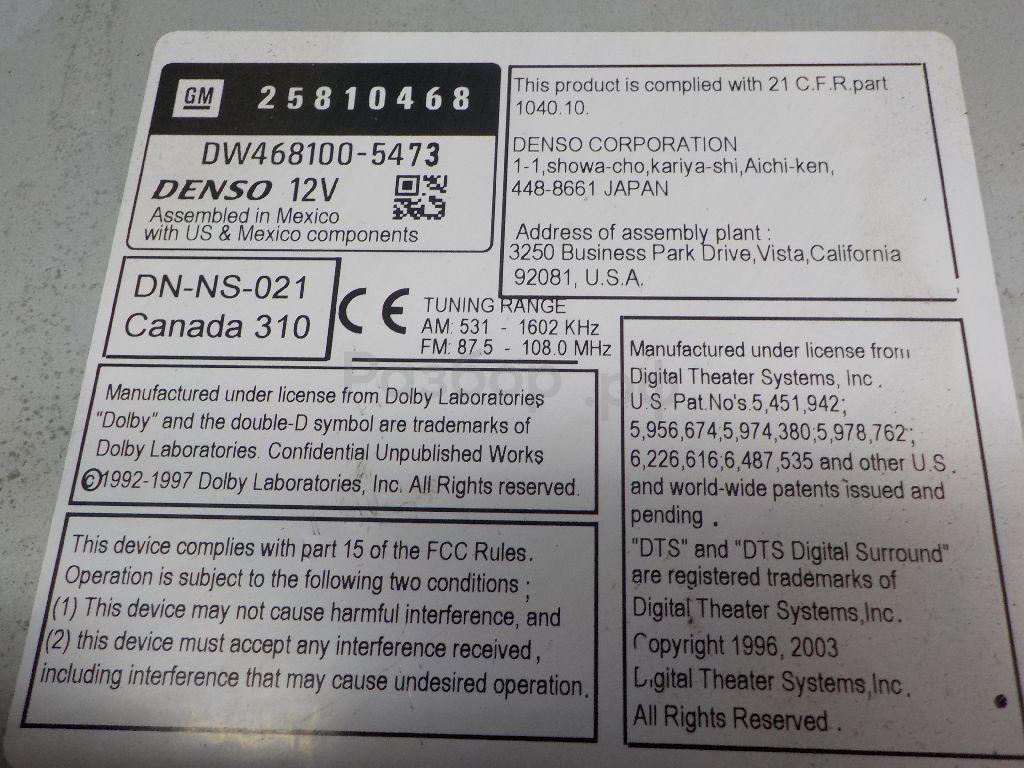 GM 25810468
DW468100-5473
DENSO 12V
Assembled in Mexico
with US & Mexico components
This product is complied with 21 C.F.R.part
1040.10.
DENSO CORPORATION
1-1,showa-cho,kariya-shi,Aichi-ken,
448-8661 JAPAN
Address of assembly plant :
3250 Business Park Drive,Vista,California
92081, U.S.A.
DN-NS-021
Canada 310
CE
TUNING RANGE
AM: 531 - 1602 KHz
FM: 87.5 - 108.0 MHz
Разбор.рф
Manufactured under license from Dolby Laboratories
"Dolby" and the double-D symbol are trademarks of
Dolby Laboratories. Confidential Unpublished Works
©1992-1997 Dolby Laboratories, Inc. All Rights reserved.
This device complies with part 15 of the FCC Rules.
Operation is subject to the following two conditions ;
(1) This device may not cause harmful interference, and
(2) this device must accept any interference received,
including interference that may cause undesired operation.
Manufactured under license from
Digital Theater Systems, Inc.
U.S. Pat.No's.5,451,942;
5,956,674;5,974,380;5,978,762;
6,226,616;6,487,535 and other U.S.
and world-wide patents issued and
pending .
"DTS" and "DTS Digital Surround"
are registered trademarks of
Digital Theater Systems,Inc.
Copyright 1996, 2003
Digital Theater Systems,Inc.
All Rights Reserved.